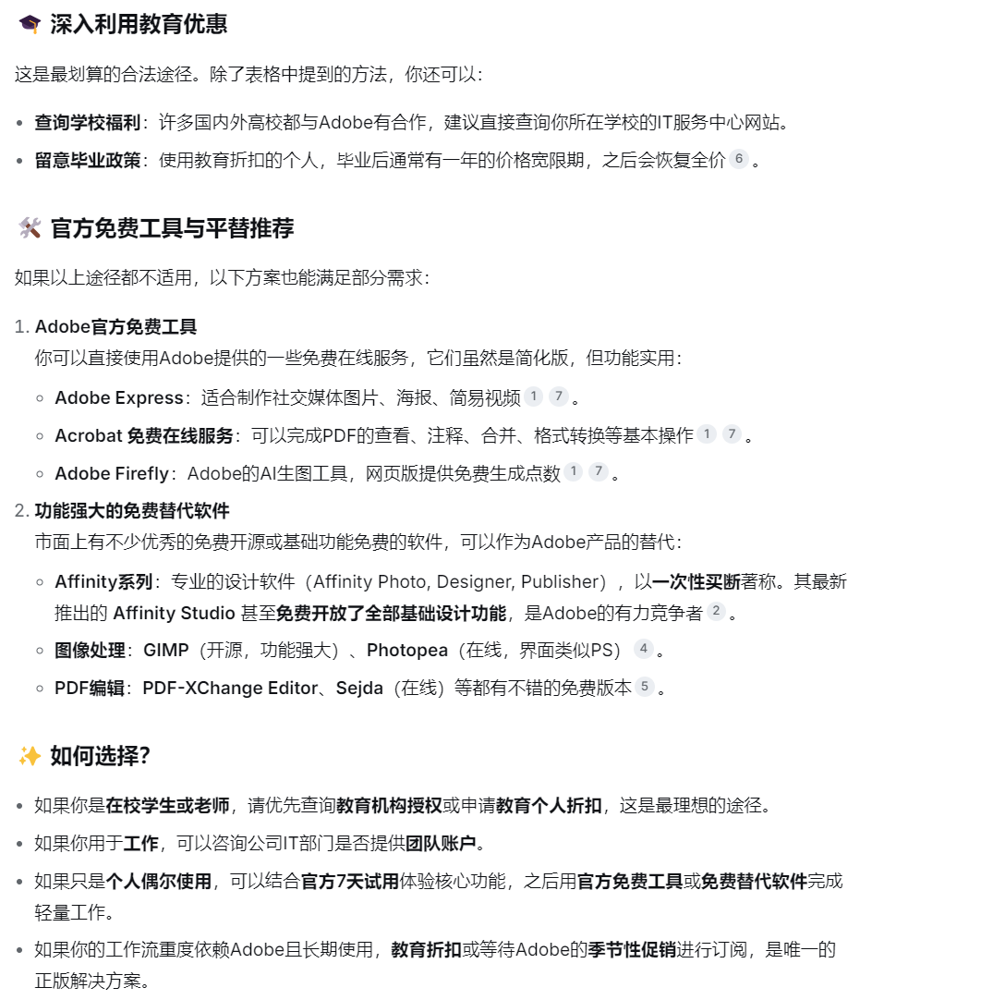 🎓 深入利用教育优惠
这是最划算的合法途径。除了表格中提到的方法，你还可以：
• 查询学校福利：许多国内外高校都与Adobe有合作，建议直接查询你所在学校的IT服务中心网站。
• 留意毕业政策：使用教育折扣的个人，毕业后通常有一年的价格宽限期，之后会恢复全价 6 。
🛠️ 官方免费工具与平替推荐
如果以上途径都不适用，以下方案也能满足部分需求：
1. Adobe官方免费工具
你可以直接使用Adobe提供的一些免费在线服务，它们虽然是简化版，但功能实用：
◦ Adobe Express：适合制作社交媒体图片、海报、简易视频 1 7 。
◦ Acrobat 免费在线服务：可以完成PDF的查看、注释、合并、格式转换等基本操作 1 7 。
◦ Adobe Firefly：Adobe的AI生图工具，网页版提供免费生成点数 1 7 。
2. 功能强大的免费替代软件
市面上有不少优秀的免费开源或基础功能免费的软件，可以作为Adobe产品的替代：
◦ Affinity系列：专业的设计软件（Affinity Photo, Designer, Publisher），以一次性买断著称。其最新
推出的 Affinity Studio 甚至免费开放了全部基础设计功能，是Adobe的有力竞争者 2 。
◦ 图像处理：GIMP（开源，功能强大）、Photopea（在线，界面类似PS） 4 。
◦ PDF编辑：PDF-XChange Editor、Sejda（在线）等都有不错的免费版本 5 。
✨ 如何选择？
• 如果你是在校学生或老师，请优先查询教育机构授权或申请教育个人折扣，这是最理想的途径。
• 如果你用于工作，可以咨询公司IT部门是否提供团队账户。
• 如果只是个人偶尔使用，可以结合官方7天试用体验核心功能，之后用官方免费工具或免费替代软件完成
轻量工作。
• 如果你的工作流重度依赖Adobe且长期使用，教育折扣或等待Adobe的季节性促销进行订阅，是唯一的
正版解决方案。